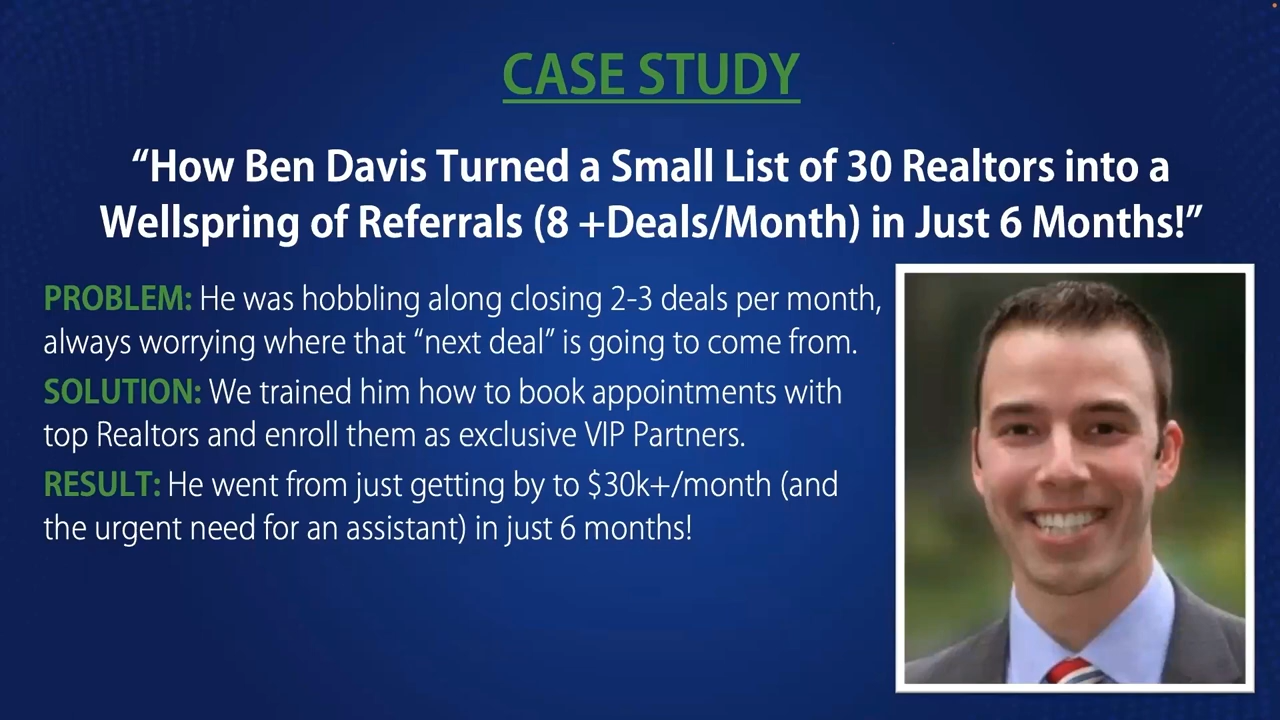 CASE STUDY
“How Ben Davis Turned a Small List of 30 Realtors into a
Wellspring of Referrals (8 +Deals/Month) in Just 6 Months!”
PROBLEM: He was hobbling along closing 2-3 deals per month,
always worrying where that “next deal” is going to come from.
SOLUTION: We trained him how to book appointments with
top Realtors and enroll them as exclusive VIP Partners.
RESULT: He went from just getting by to $30k+/month (and
the urgent need for an assistant) in just 6 months!